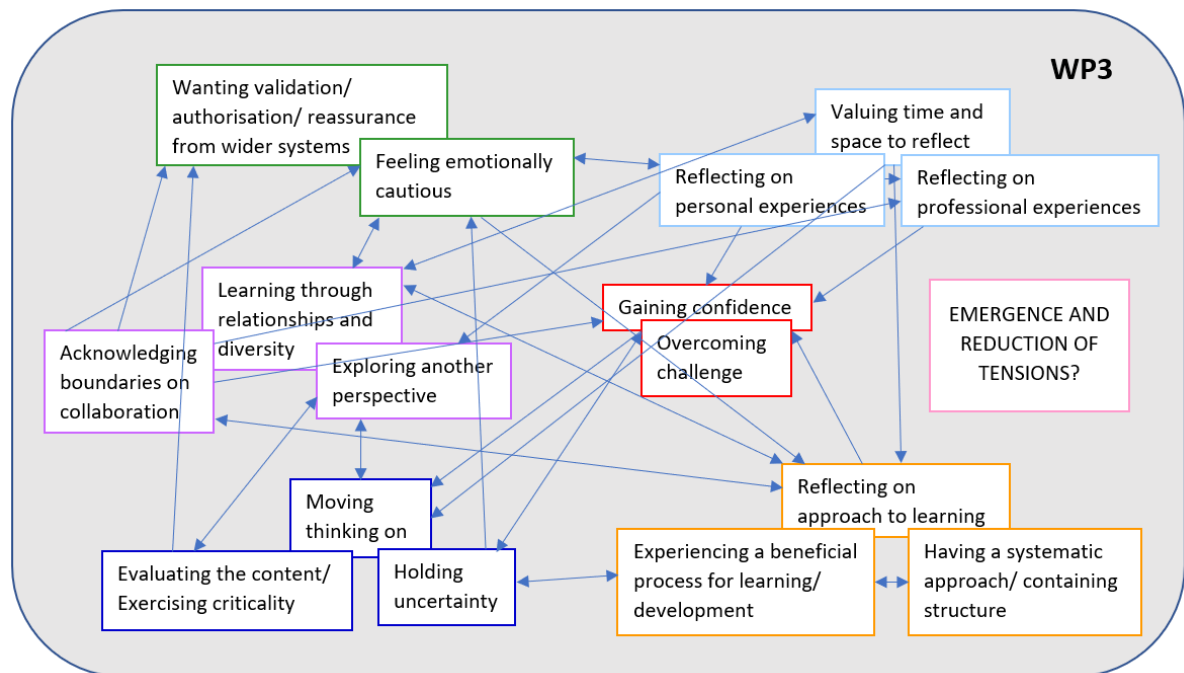 WP3
Wanting validation/
authorisation/ reassurance
from wider systems
Feeling emotionally
cautious
Valuing time and
space to reflect
Reflecting on
personal experiences
Reflecting on
professional experiences
Learning through
relationships and
diversity
Acknowledging
boundaries on
collaboration
Exploring another
perspective
Gaining confidence
Overcoming
challenge
EMERGENCE AND
REDUCTION OF
TENSIONS?
Moving
thinking on
Evaluating the content/
Exercising criticality
Holding
uncertainty
Reflecting on
approach to learning
Experiencing a beneficial
process for learning/
development
Having a systematic
approach/ containing
structure